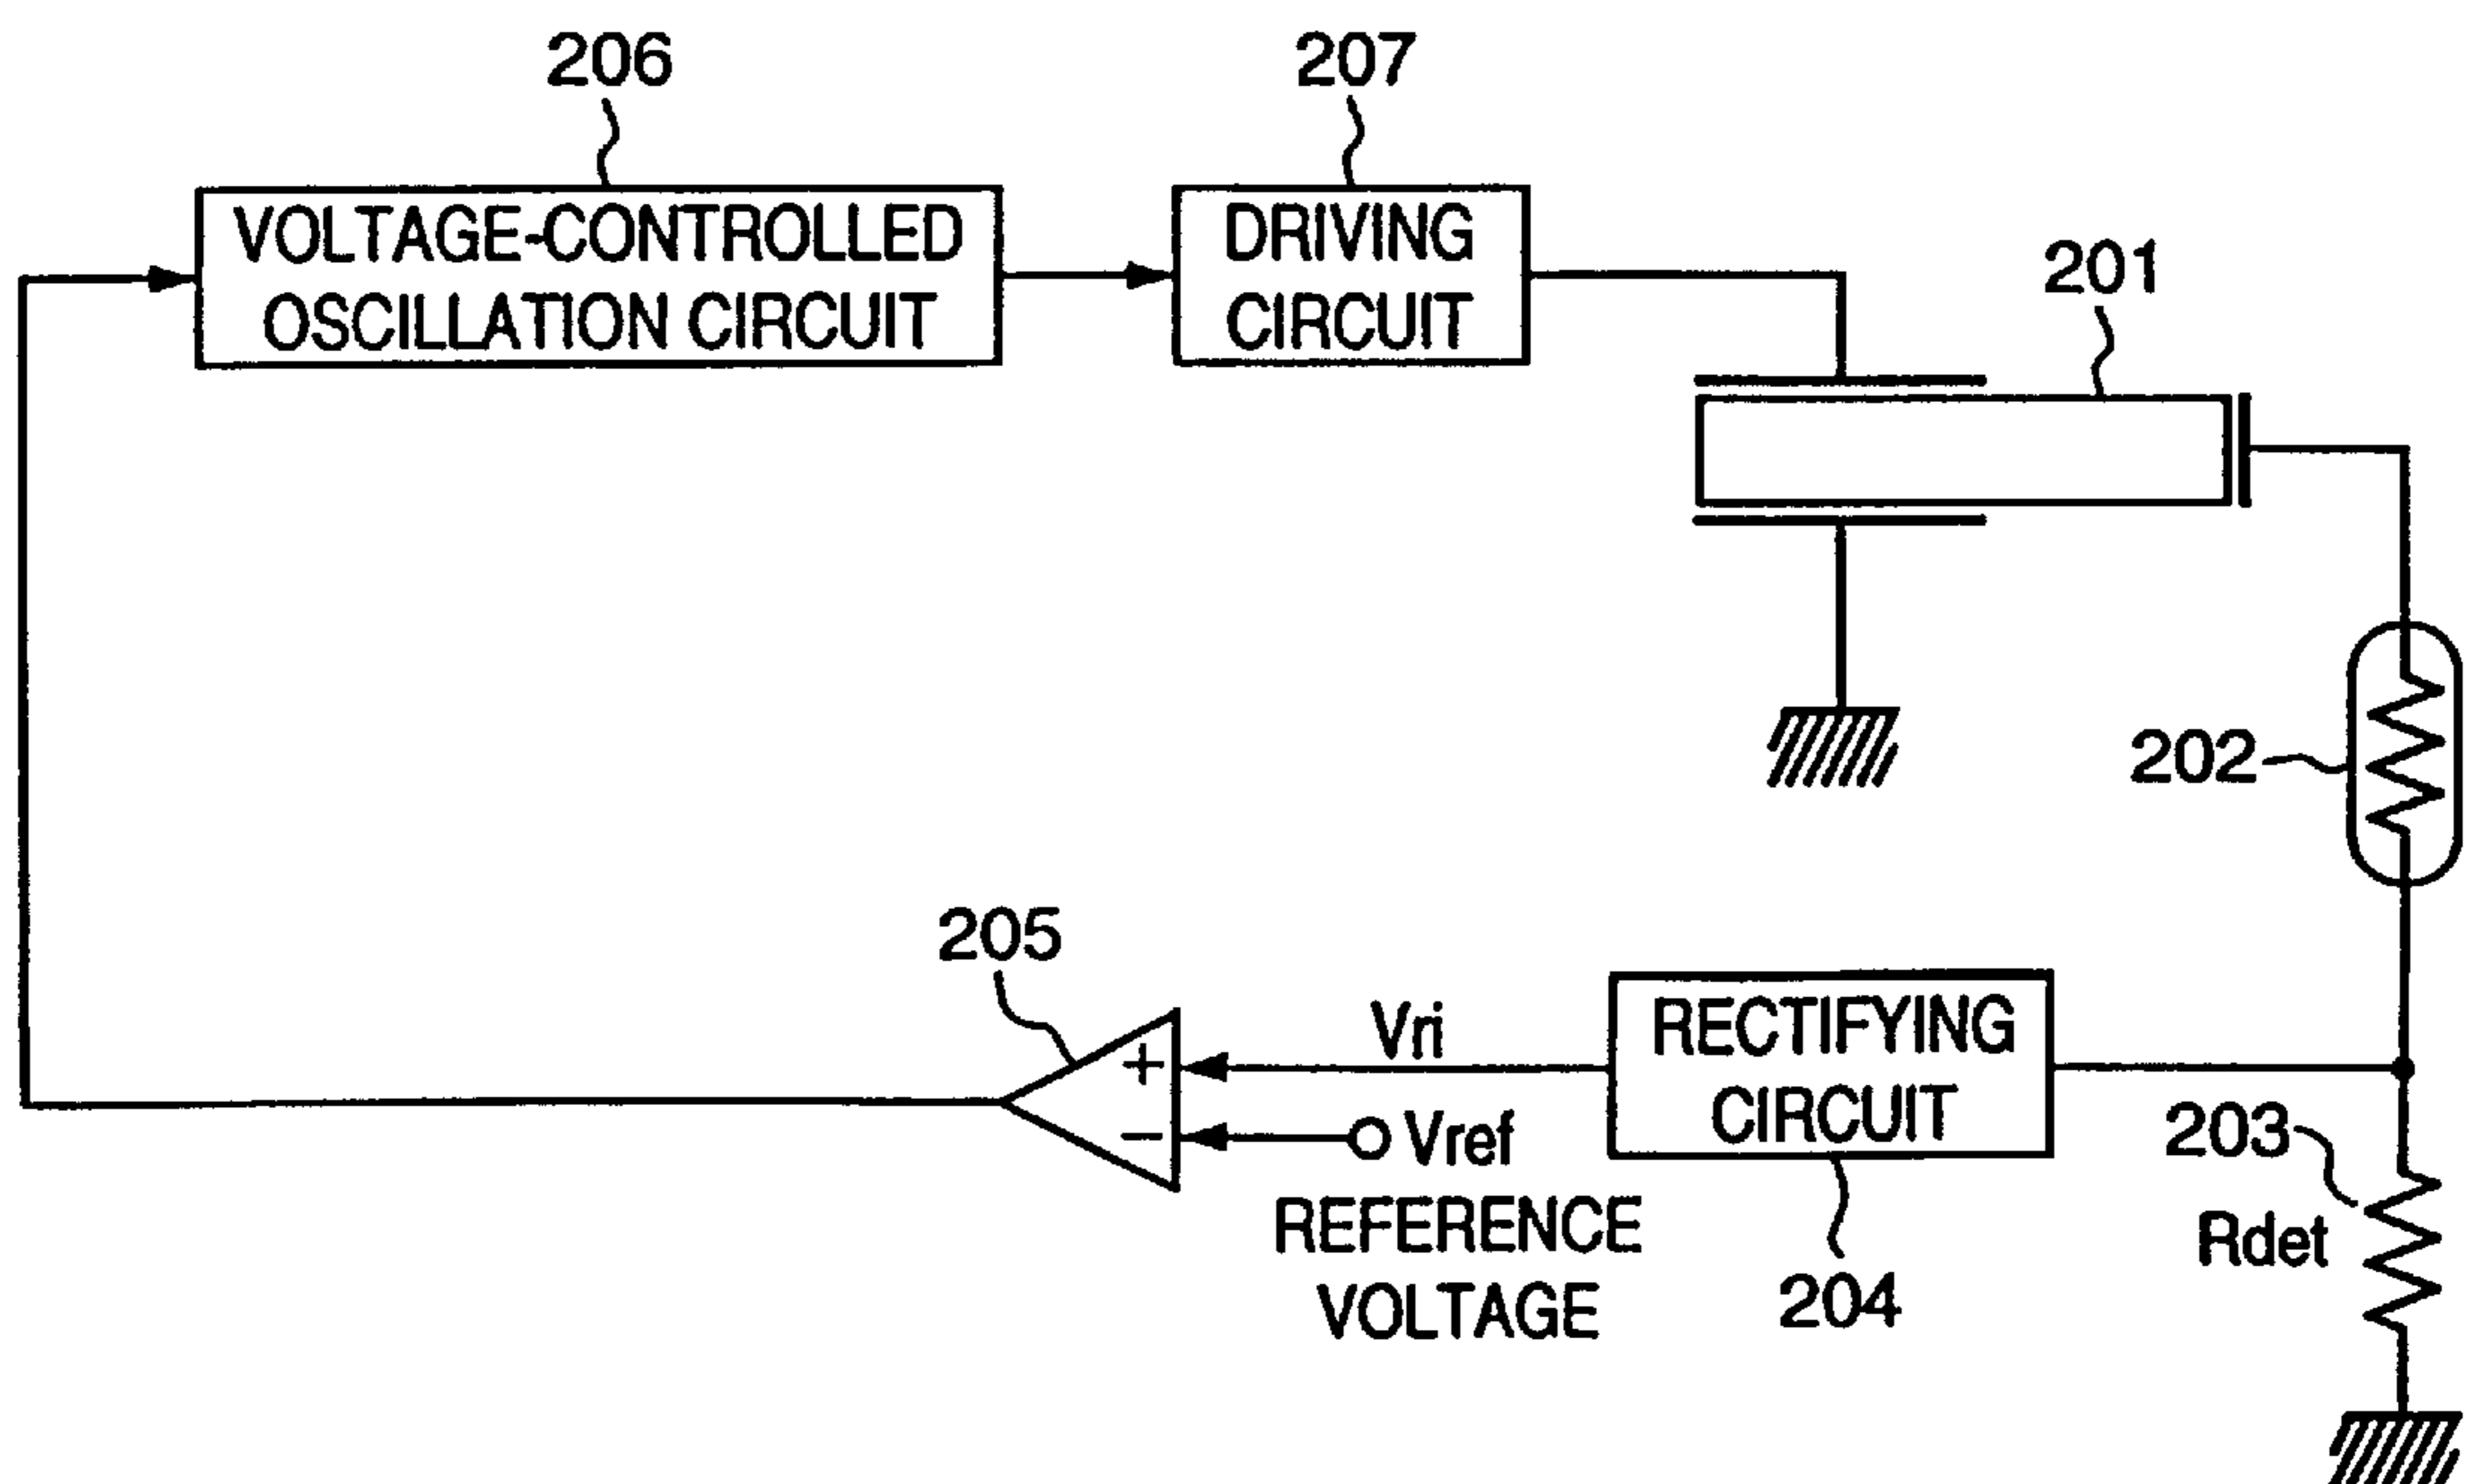 206
207
VOLTAGE-CONTROLLED
OSCILLATION CIRCUIT
DRIVING
CIRCUIT
201
202
205
Vri
+
−
Vref
REFERENCE
VOLTAGE
RECTIFYING
CIRCUIT
204
203
Rdet